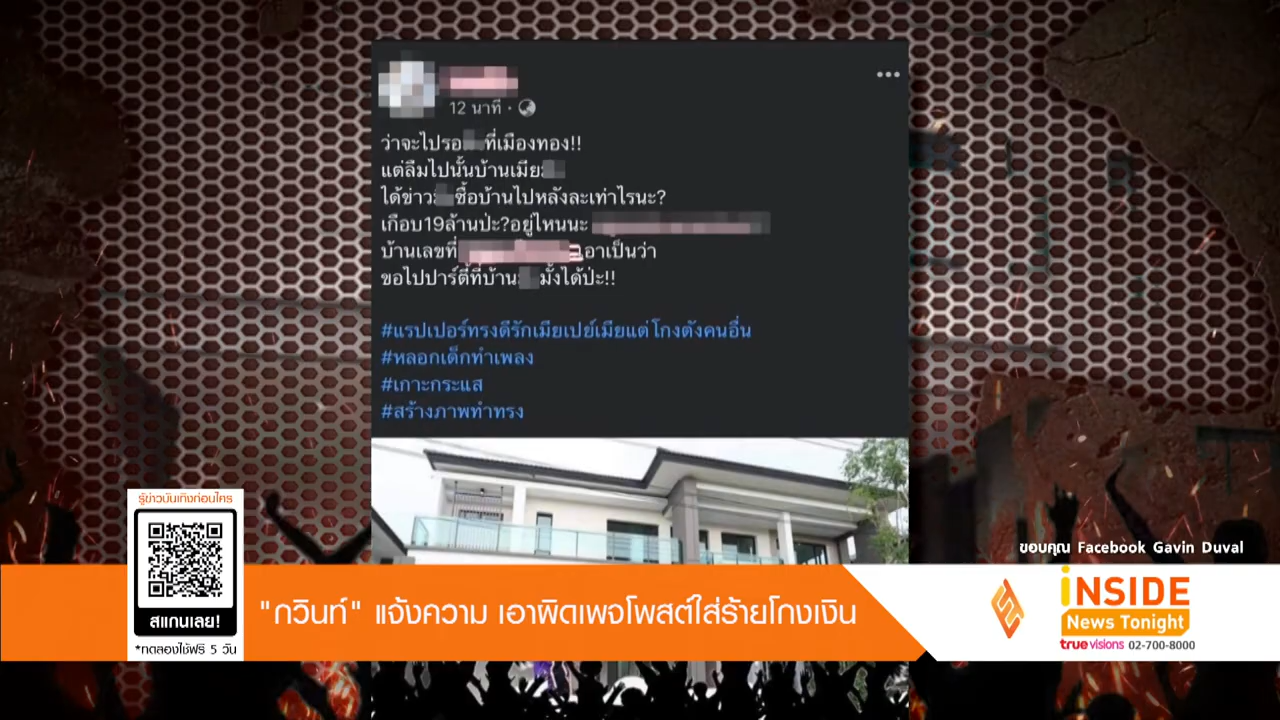 12 นาที ·
ว่าจะไปรอ ที่เมืองทอง!!
แต่ลืมไปนั้นบ้านเมีย
ได้ข่าว ซื้อบ้านไปหลังละเท่าไรนะ?
เกือบ19ล้านป่ะ?อยู่ไหนนะ
บ้านเลขที่ เอาเป็นว่า
ขอไปปาร์ตี้ที่บ้าน มั้งได้ป่ะ!!
#แรปเปอร์ทรงดีรักเมียเปย์เมียแต่โกงตังคนอื่น
#หลอกเด็กทำเพลง
#เกาะกระแส
#สร้างภาพทำทรง
รู้ข่าวบันเทิงก่อนใคร
สแกนเลย!
*ทดลองใช้ฟรี 5 วัน
ขอบคุณ Facebook Gavin Duval
"กวินท์" แจ้งความ เอาผิดเพจโพสต์ใส่ร้ายโกงเงิน
iNSIDE
News Tonight
truevisions 02-700-8000